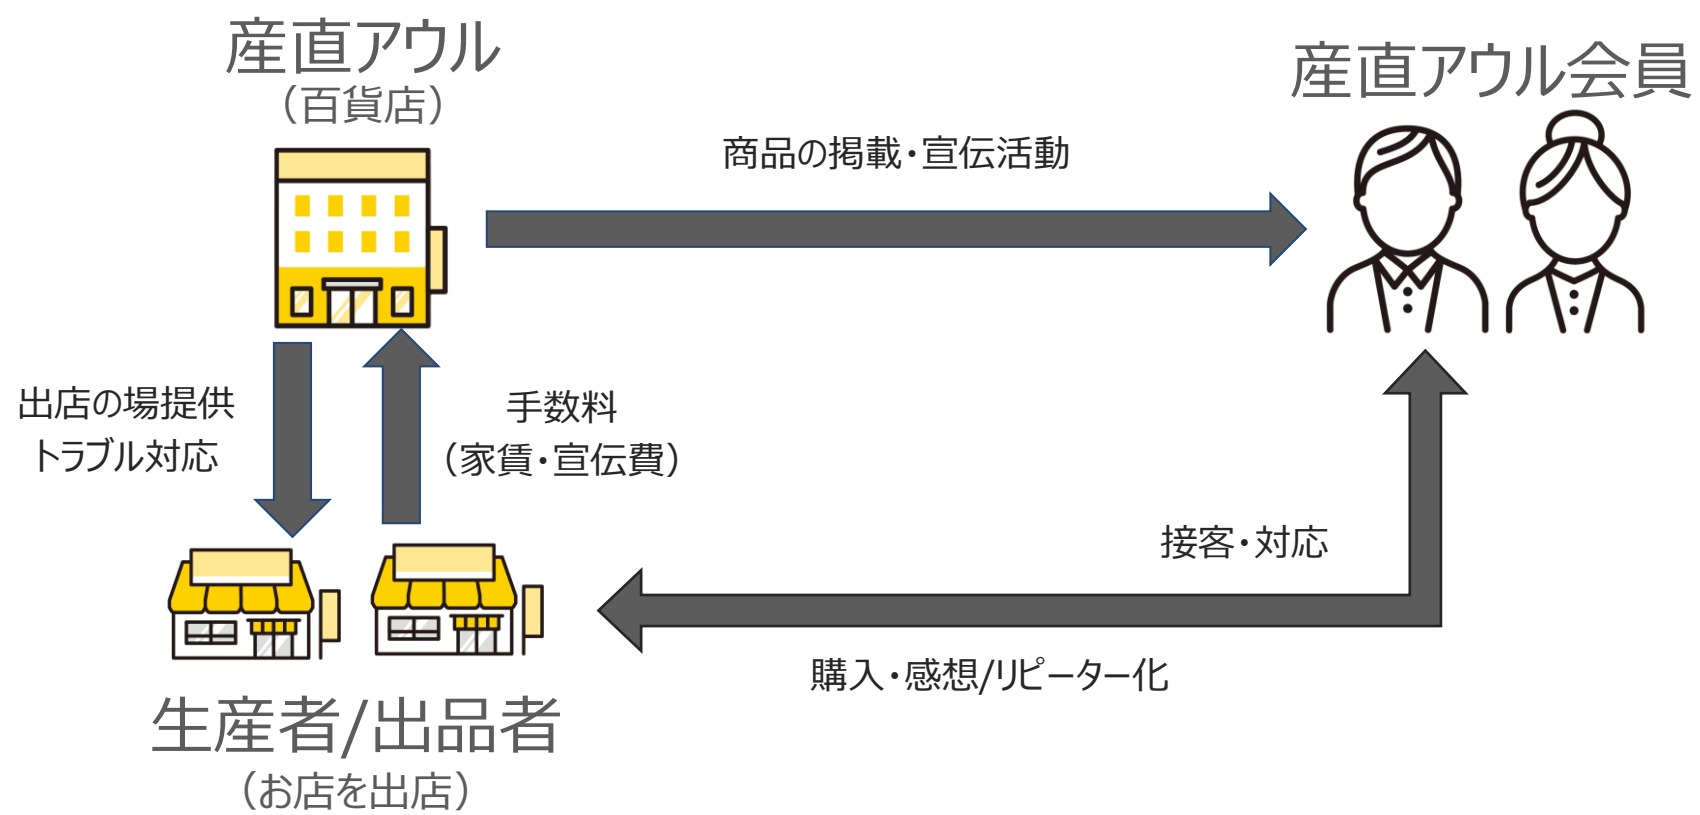 産直アウル
（百貨店）
産直アウル会員
商品の掲載・宣伝活動
出店の場提供
トラブル対応
手数料
（家賃・宣伝費）
接客・対応
購入・感想/リピーター化
生産者/出品者
（お店を出店）